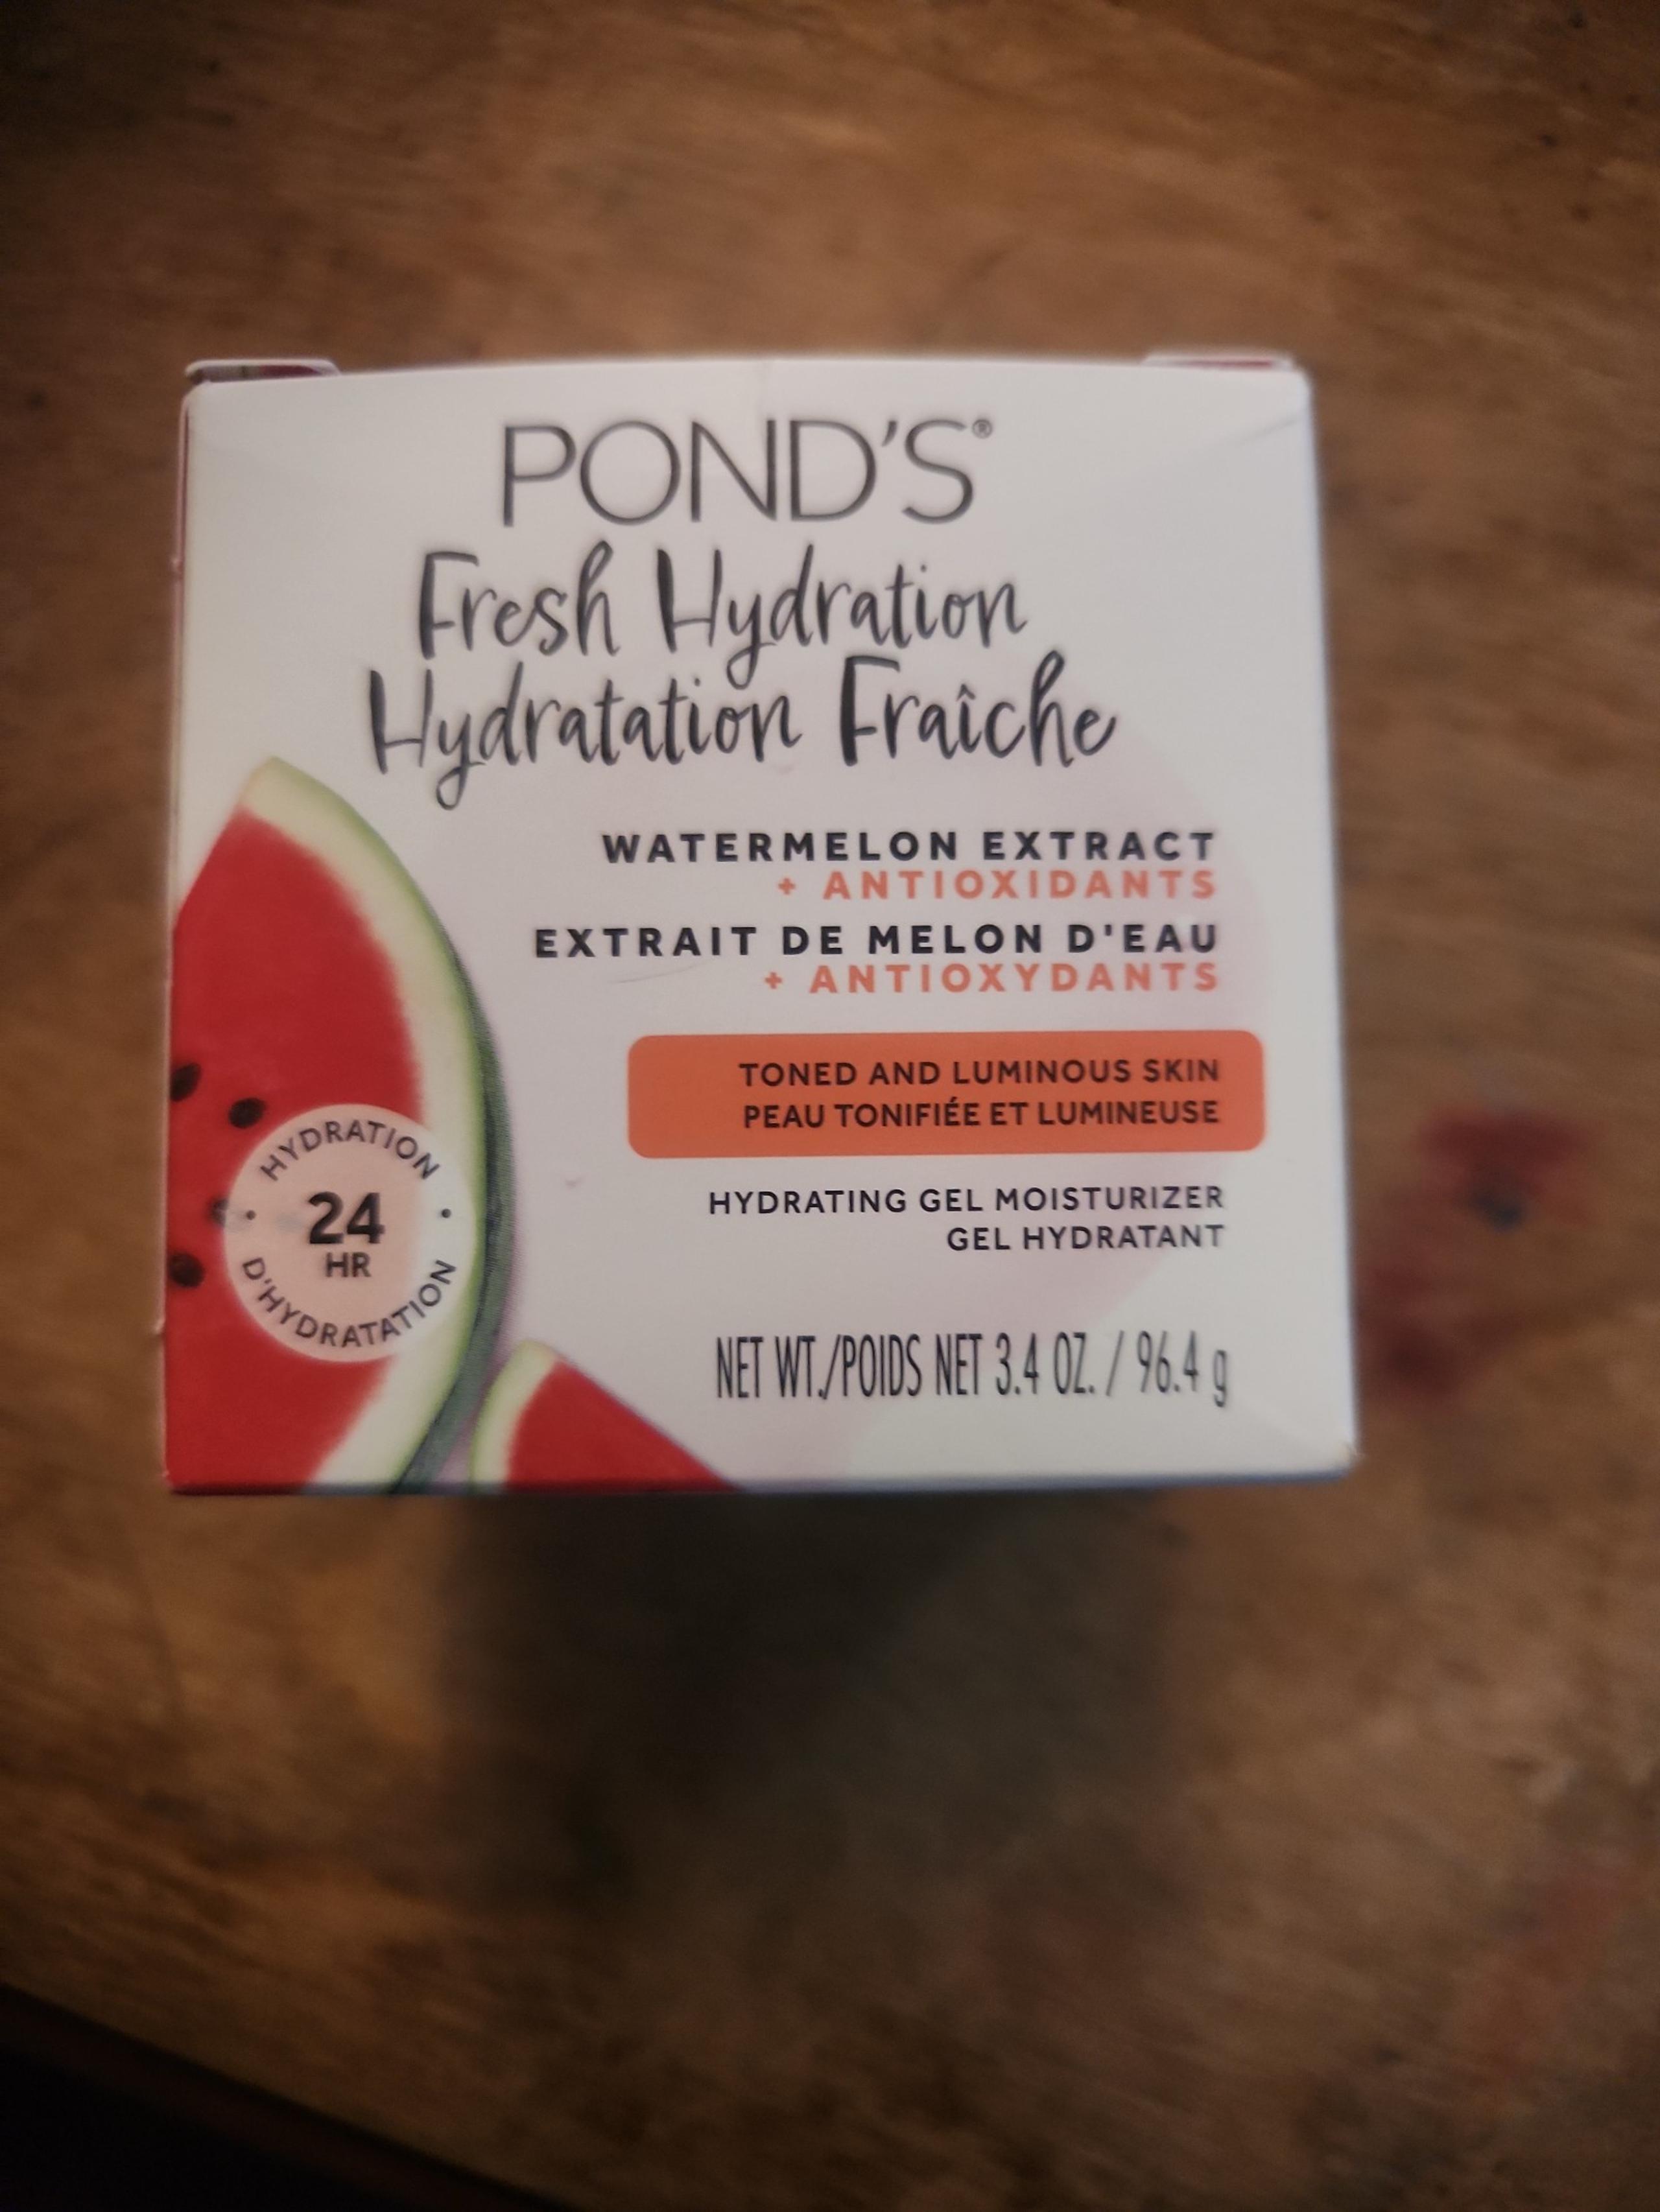 POND'S®
Fresh Hydration
Hydratation Fraîche
WATERMELON EXTRACT
+ ANTIOXIDANTS
EXTRAIT DE MELON D'EAU
+ ANTIOXYDANTS
TONED AND LUMINOUS SKIN
PEAU TONIFIÉE ET LUMINEUSE
HYDRATION
24
HR
D'HYDRATATION
HYDRATING GEL MOISTURIZER
GEL HYDRATANT
NET WT./POIDS NET 3.4 OZ. / 96.4 g